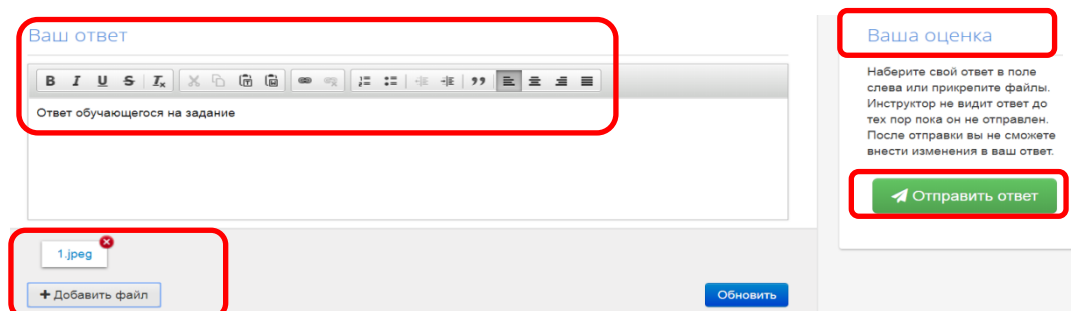 Ваш ответ
B I U S Tx
Ответ обучающегося на задание
1.jpeg
Добавить файл
Обновить
Ваша оценка
Наберите свой ответ в поле
слева или прикрепите файлы.
Инструктор не видит ответ до
тех пор пока он не отправлен.
После отправки вы не сможете
внести изменения в ваш ответ.
Отправить ответ